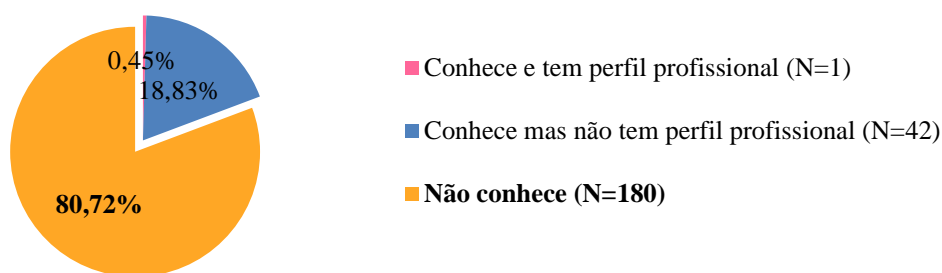 0,45%
18,83%
80,72%
Conhece e tem perfil profissional (N=1)
Conhece mas não tem perfil profissional (N=42)
Não conhece (N=180)